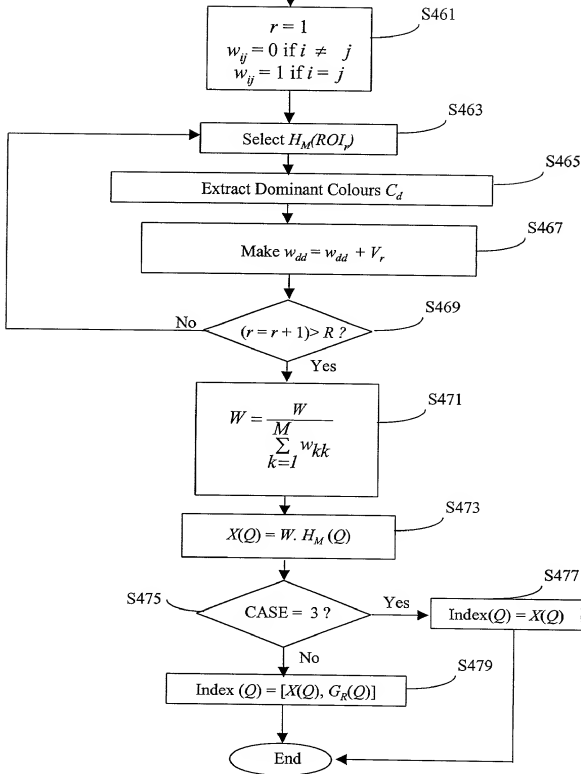 S461
r = 1
w_ij = 0 if i ≠ j
w_ij = 1 if i = j
S463
Select H_M(ROI_r)
S465
Extract Dominant Colours C_d
S467
Make w_dd = w_dd + V_r
S469
No
(r = r + 1)> R ?
Yes
S471
W = W / M ∑ k=1 w_kk
S473
X(Q) = W. H_M (Q)
S475
CASE = 3 ?
Yes
S477
Index(Q) = X(Q)
No
S479
Index (Q) = [X(Q), G_R(Q)]
End